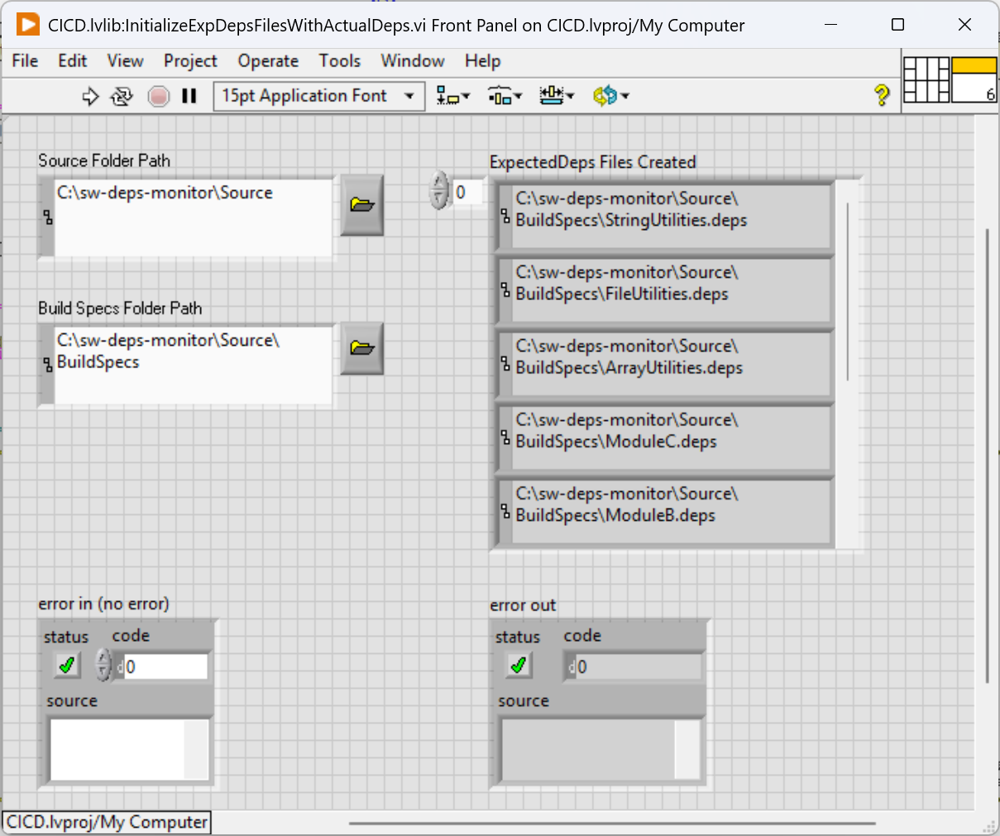 CICD.lvlib:InitializeExpDepsFilesWithActualDeps.vi Front Panel on CICD.lvproj/My Computer
File Edit View Project Operate Tools Window Help
15pt Application Font
?
6
Source Folder Path
C:\sw-deps-monitor\Source
Build Specs Folder Path
C:\sw-deps-monitor\Source\
BuildSpecs
ExpectedDeps Files Created
0
C:\sw-deps-monitor\Source\
BuildSpecs\StringUtilities.deps
C:\sw-deps-monitor\Source\
BuildSpecs\FileUtilities.deps
C:\sw-deps-monitor\Source\
BuildSpecs\ArrayUtilities.deps
C:\sw-deps-monitor\Source\
BuildSpecs\ModuleC.deps
C:\sw-deps-monitor\Source\
BuildSpecs\ModuleB.deps
error in (no error)
status code
d0
source
error out
status code
d0
source
CICD.lvproj/My Computer